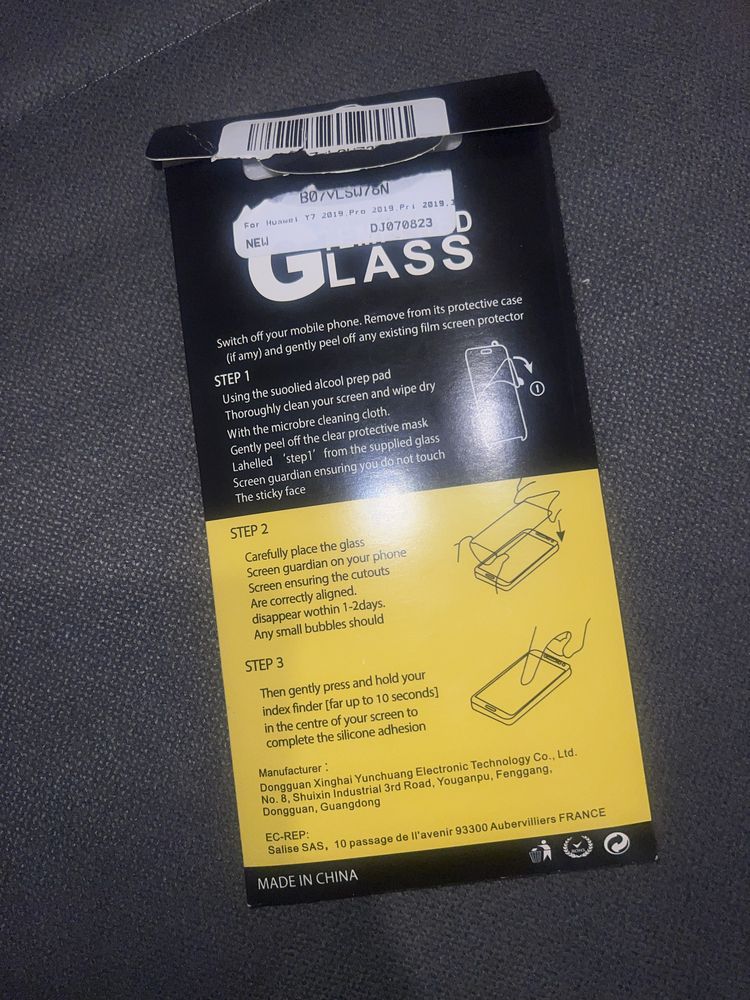 B07VLSW76N
For Huawei Y7 2019,Pro 2019,Pri 2019,
NEW
DJ070823
GLASS
Switch off your mobile phone. Remove from its protective case
(if amy) and gently peel off any existing film screen protector
STEP 1
Using the suoolied alcool prep pad
Thoroughly clean your screen and wipe dry
With the microbre cleaning cloth.
Gently peel off the clear protective mask
Lahelled ‘step1’ from the supplied glass
Screen guardian ensuring you do not touch
The sticky face
1
STEP 2
Carefully place the glass
Screen guardian on your phone
Screen ensuring the cutouts
Are correctly aligned.
disappear wothin 1-2days.
Any small bubbles should
STEP 3
Then gently press and hold your
index finder [far up to 10 seconds]
in the centre of your screen to
complete the silicone adhesion
Manufacturer :
Dongguan Xinghai Yunchuang Electronic Technology Co., Ltd.
No. 8, Shuixin Industrial 3rd Road, Youganpu, Fenggang,
Dongguan, Guangdong
EC-REP:
Salise SAS, 10 passage de ll'avenir 93300 Aubervilliers FRANCE
MADE IN CHINA